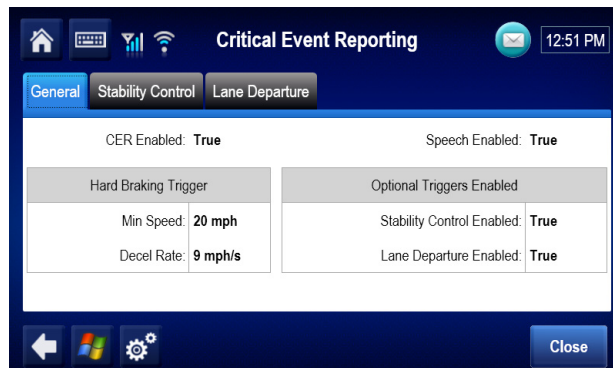 Critical Event Reporting
12:51 PM
General Stability Control Lane Departure
CER Enabled: True Speech Enabled: True
Hard Braking Trigger Optional Triggers Enabled
Min Speed: 20 mph Stability Control Enabled: True
Decel Rate: 9 mph/s Lane Departure Enabled: True
Close